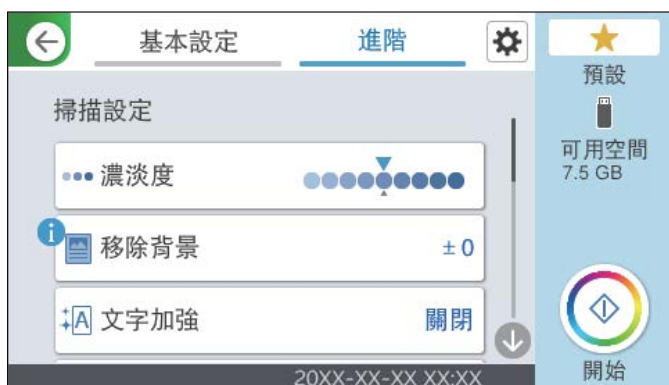 基本設定
進階
預設
掃描設定
可用空間
7.5 GB
濃淡度
i
移除背景
±0
A
文字加強
關閉
開始
20XX-XX-XX XX:XX